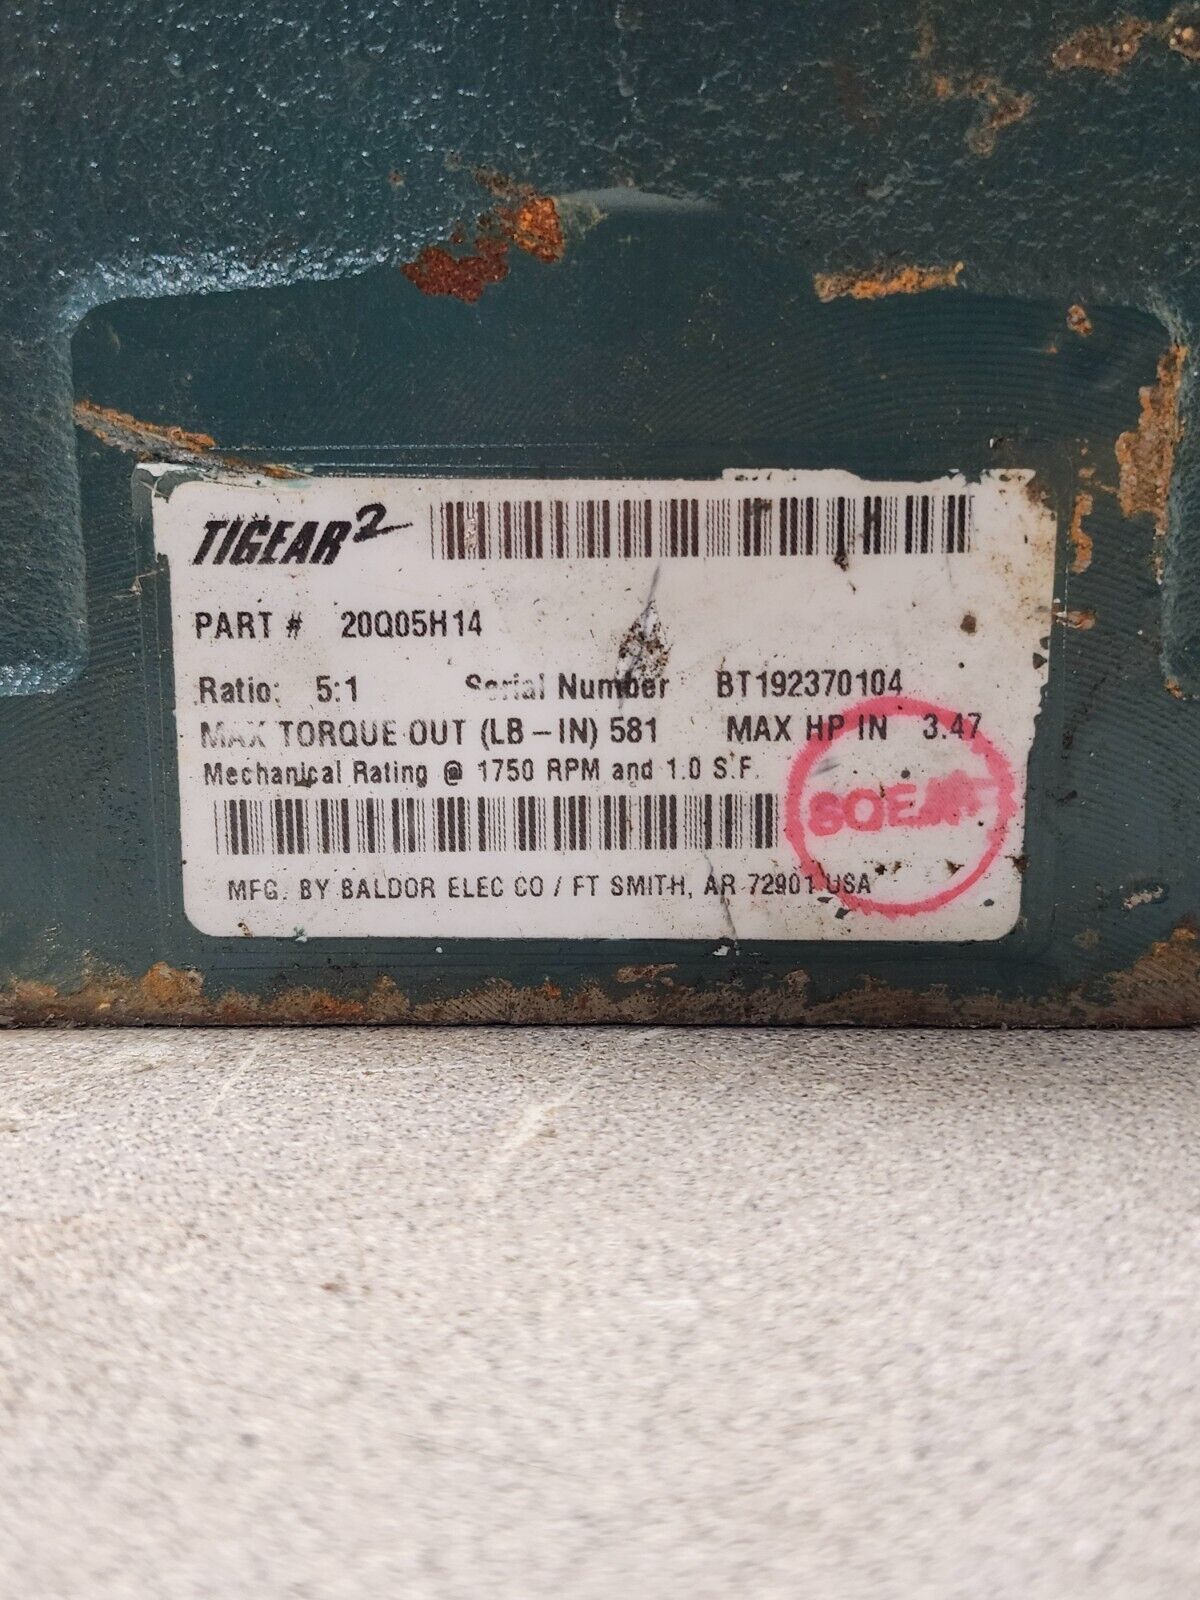 TIGEAR2
PART # 20Q05H14
Ratio: 5:1 Serial Number BT192370104
MAX TORQUE OUT (LB-IN) 581 MAX HP IN 3.47
Mechanical Rating @ 1750 RPM and 1.0 S.F.
MFG. BY BALDOR ELEC CO / FT SMITH, AR 72901 USA